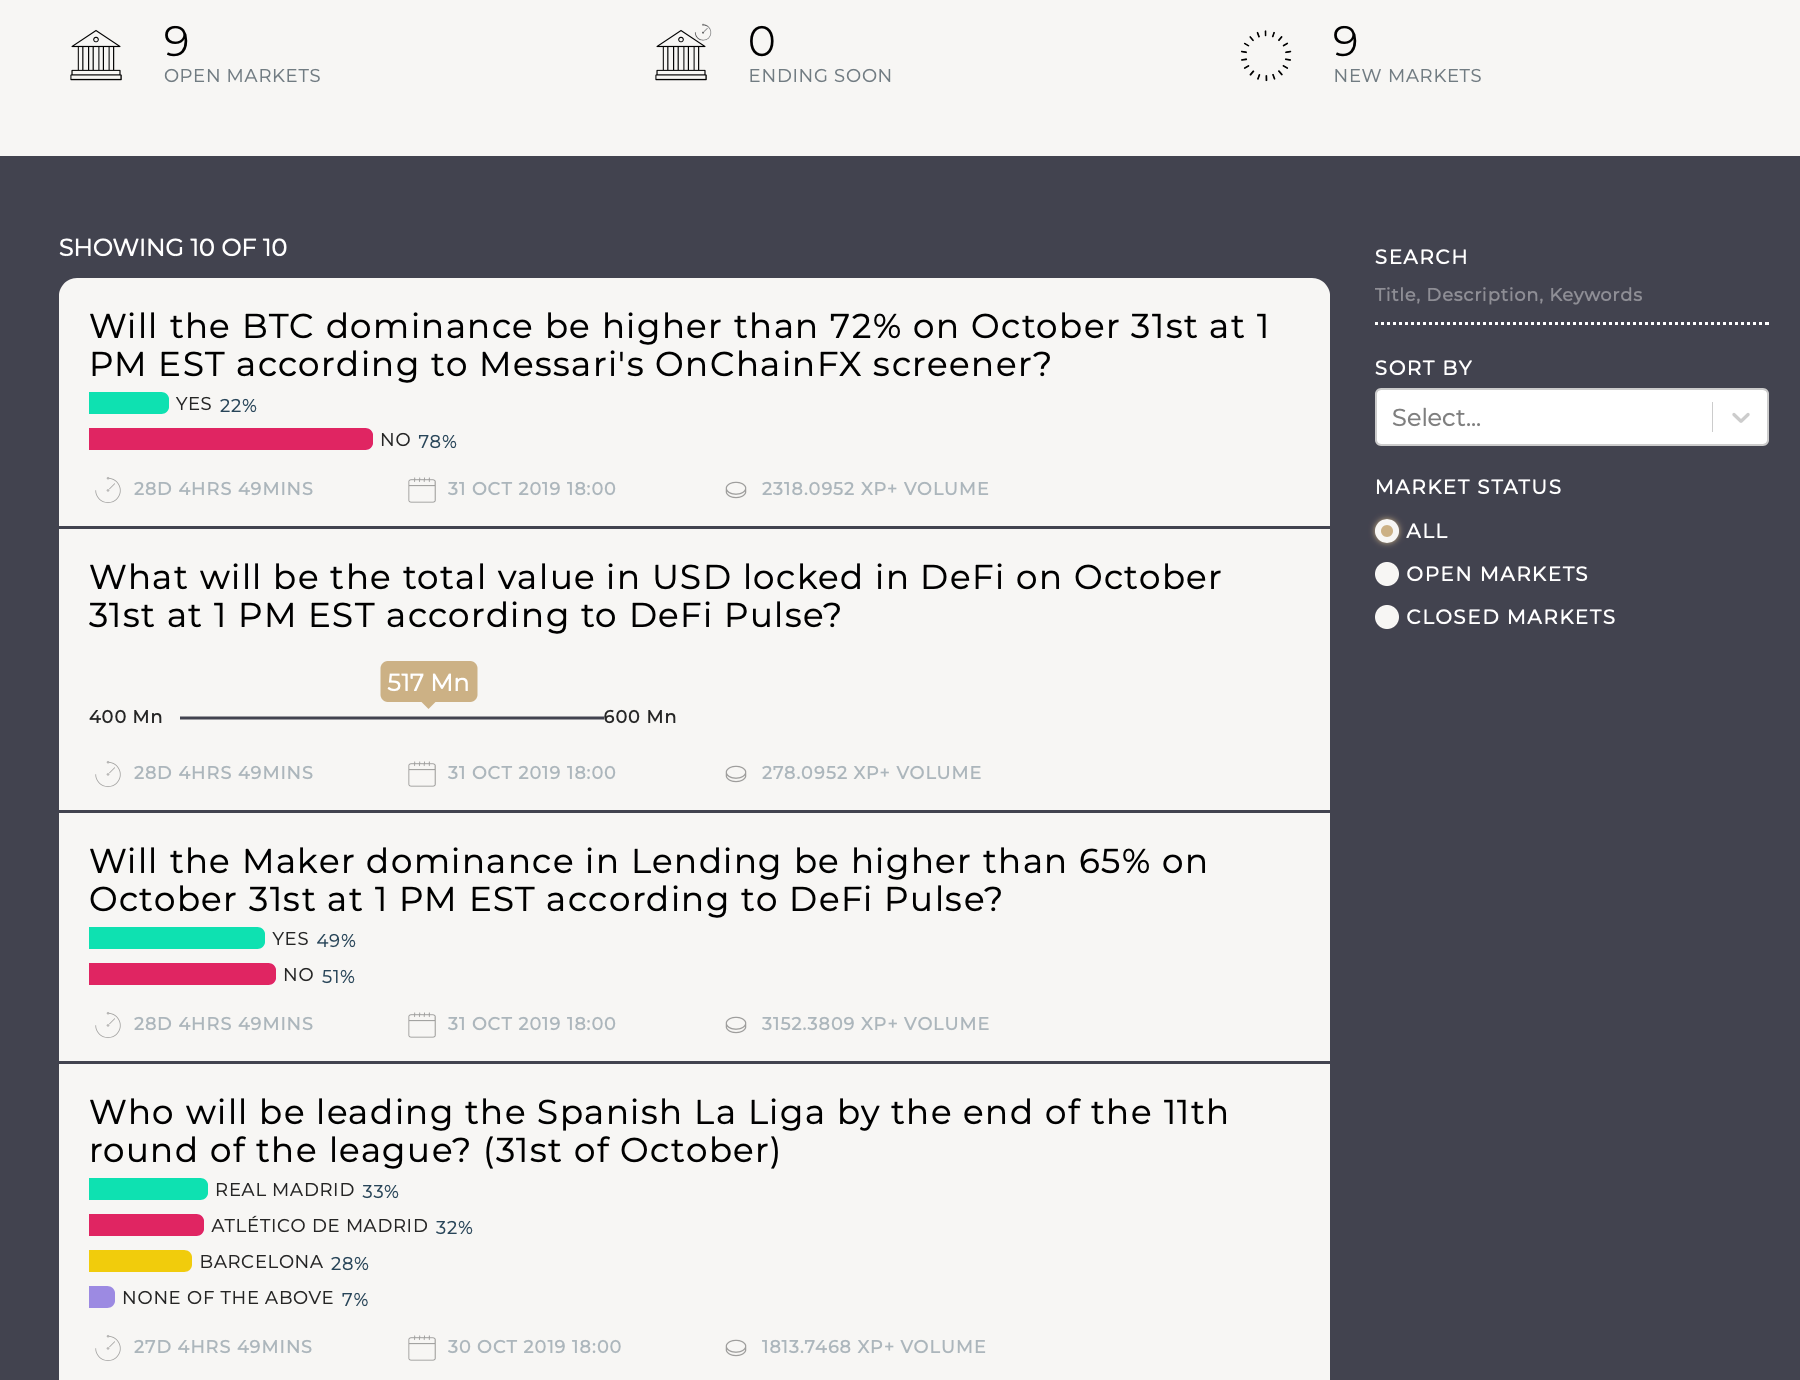 9
OPEN MARKETS
0
ENDING SOON
9
NEW MARKETS
SHOWING 10 OF 10
Will the BTC dominance be higher than 72% on October 31st at 1
PM EST according to Messari's OnChainFX screener?
YES 22%
NO 78%
28D 4HRS 49MINS
31 OCT 2019 18:00
2318.0952 XP+ VOLUME
What will be the total value in USD locked in DeFi on October
31st at 1 PM EST according to DeFi Pulse?
517 Mn
400 Mn
600 Mn
28D 4HRS 49MINS
31 OCT 2019 18:00
278.0952 XP+ VOLUME
Will the Maker dominance in Lending be higher than 65% on
October 31st at 1 PM EST according to DeFi Pulse?
YES 49%
NO 51%
28D 4HRS 49MINS
31 OCT 2019 18:00
3152.3809 XP+ VOLUME
Who will be leading the Spanish La Liga by the end of the 11th
round of the league? (31st of October)
REAL MADRID 33%
ATLÉTICO DE MADRID 32%
BARCELONA 28%
NONE OF THE ABOVE 7%
27D 4HRS 49MINS
30 OCT 2019 18:00
1813.7468 XP+ VOLUME
SEARCH
Title, Description, Keywords
SORT BY
Select...
MARKET STATUS
ALL
OPEN MARKETS
CLOSED MARKETS